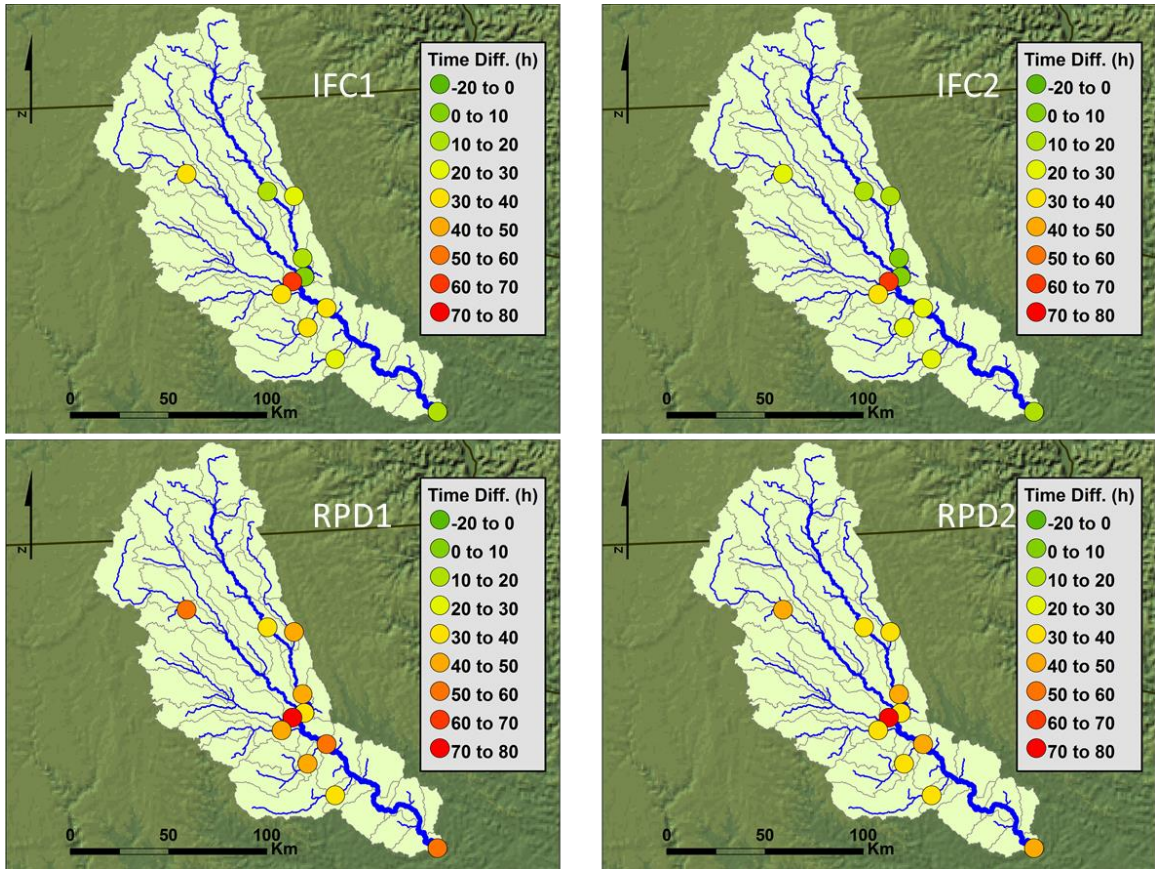 IFC1
Time Diff. (h)
-20 to 0
0 to 10
10 to 20
20 to 30
30 to 40
40 to 50
50 to 60
60 to 70
70 to 80
N
0 50 100
Km
IFC2
Time Diff. (h)
-20 to 0
0 to 10
10 to 20
20 to 30
30 to 40
40 to 50
50 to 60
60 to 70
70 to 80
N
0 50 100
Km
RPD1
Time Diff. (h)
-20 to 0
0 to 10
10 to 20
20 to 30
30 to 40
40 to 50
50 to 60
60 to 70
70 to 80
N
0 50 100
Km
RPD2
Time Diff. (h)
-20 to 0
0 to 10
10 to 20
20 to 30
30 to 40
40 to 50
50 to 60
60 to 70
70 to 80
N
0 50 100
Km